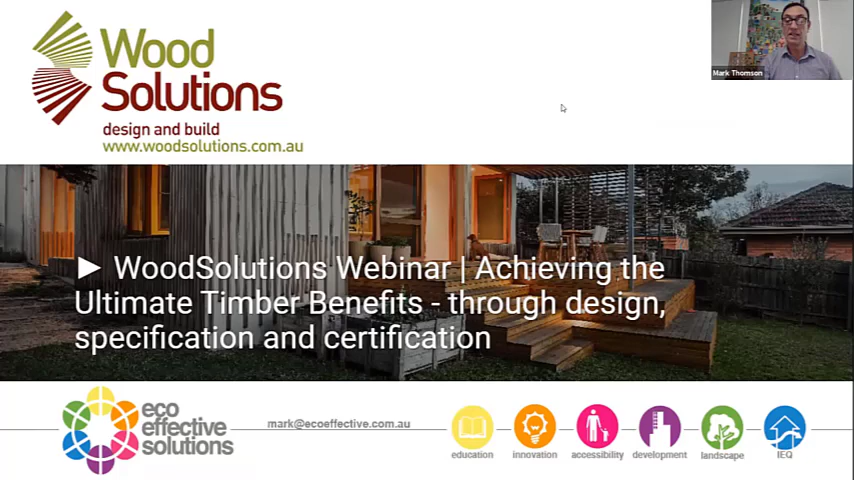 Wood
Solutions
design and build
www.woodsolutions.com.au
Mark Thomson
► WoodSolutions Webinar | Achieving the
Ultimate Timber Benefits - through design,
specification and certification
eco
effective
solutions
mark@ecoeffective.com.au
education
innovation
accessibility
development
landscape
IEQ